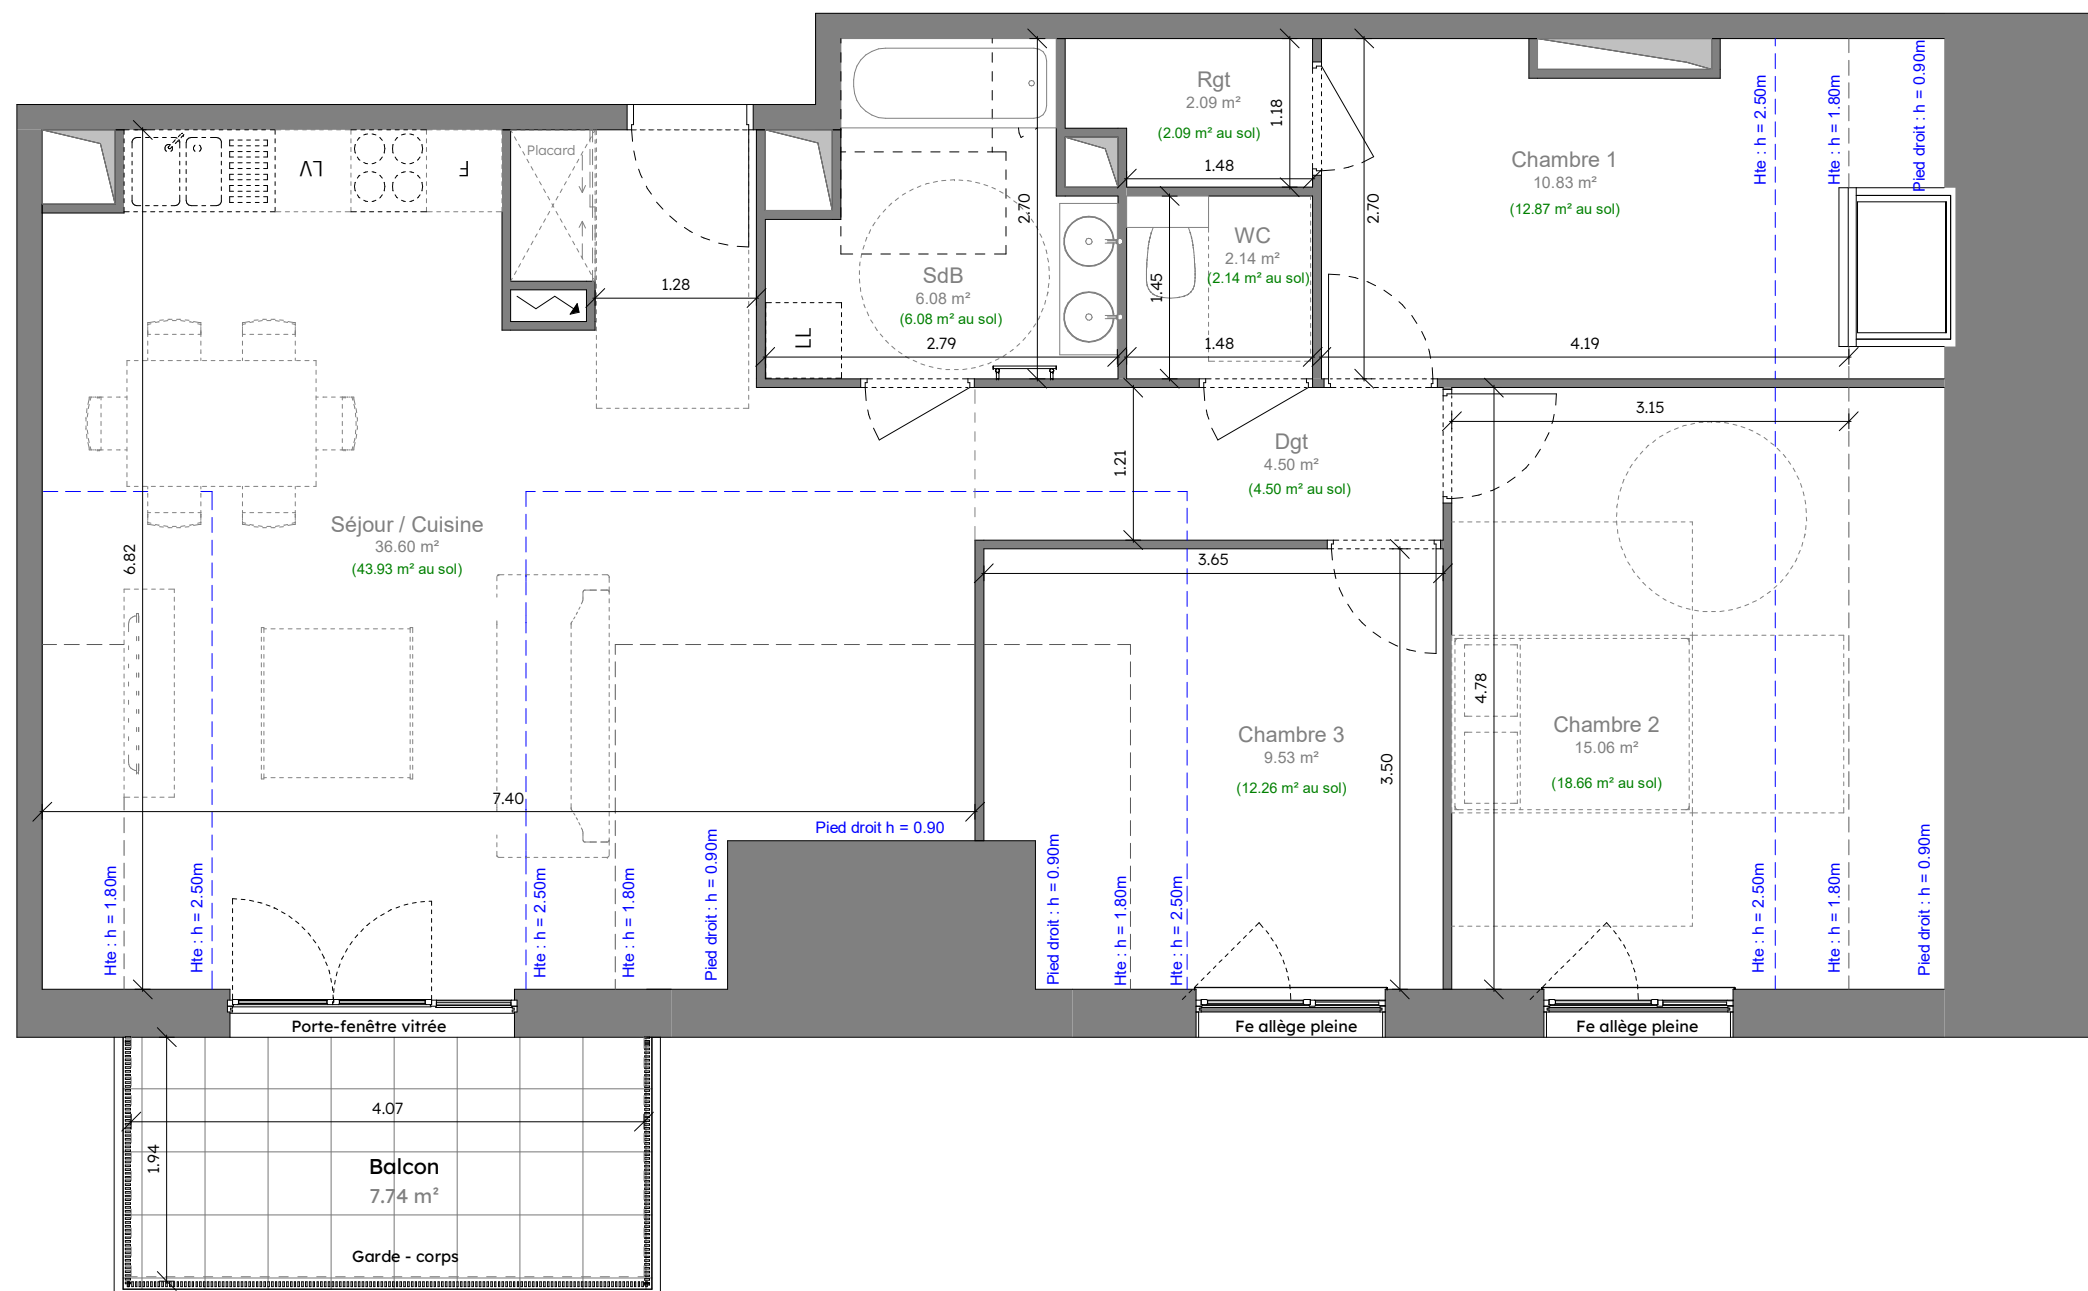 Placard
LV
F
1.28
SdB
6.08 m²
(6.08 m² au sol)
2.70
LL
2.79
Rgt
2.09 m²
(2.09 m² au sol)
1.18
1.48
WC
2.14 m²
(2.14 m² au sol)
1.45
1.48
Chambre 1
10.83 m²
(12.87 m² au sol)
2.70
4.19
Hte : h = 2.50m
Hte : h = 1.80m
Pied droit : h = 0.90m
Dgt
4.50 m²
(4.50 m² au sol)
1.21
3.15
Séjour / Cuisine
36.60 m²
(43.93 m² au sol)
6.82
7.40
Hte : h = 1.80m
Hte : h = 2.50m
Hte : h = 2.50m
Hte : h = 1.80m
Pied droit : h = 0.90m
Pied droit h = 0.90
3.65
Chambre 3
9.53 m²
(12.26 m² au sol)
3.50
Pied droit : h = 0.90m
Hte : h = 1.80m
Hte : h = 2.50m
Chambre 2
15.06 m²
(18.66 m² au sol)
4.78
Hte : h = 2.50m
Hte : h = 1.80m
Pied droit : h = 0.90m
Porte-fenêtre vitrée
Fe allège pleine
Fe allège pleine
4.07
1.94
Balcon
7.74 m²
Garde - corps